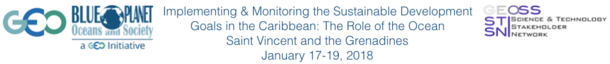 GEO
BLUE PLANET
Oceans and Society
a GEO Initiative
Implementing & Monitoring the Sustainable Development
Goals in the Caribbean: The Role of the Ocean
Saint Vincent and the Grenadines
January 17-19, 2018
GEOSS
SCIENCE & TECHNOLOGY
STAKEHOLDER
NETWORK
STSN